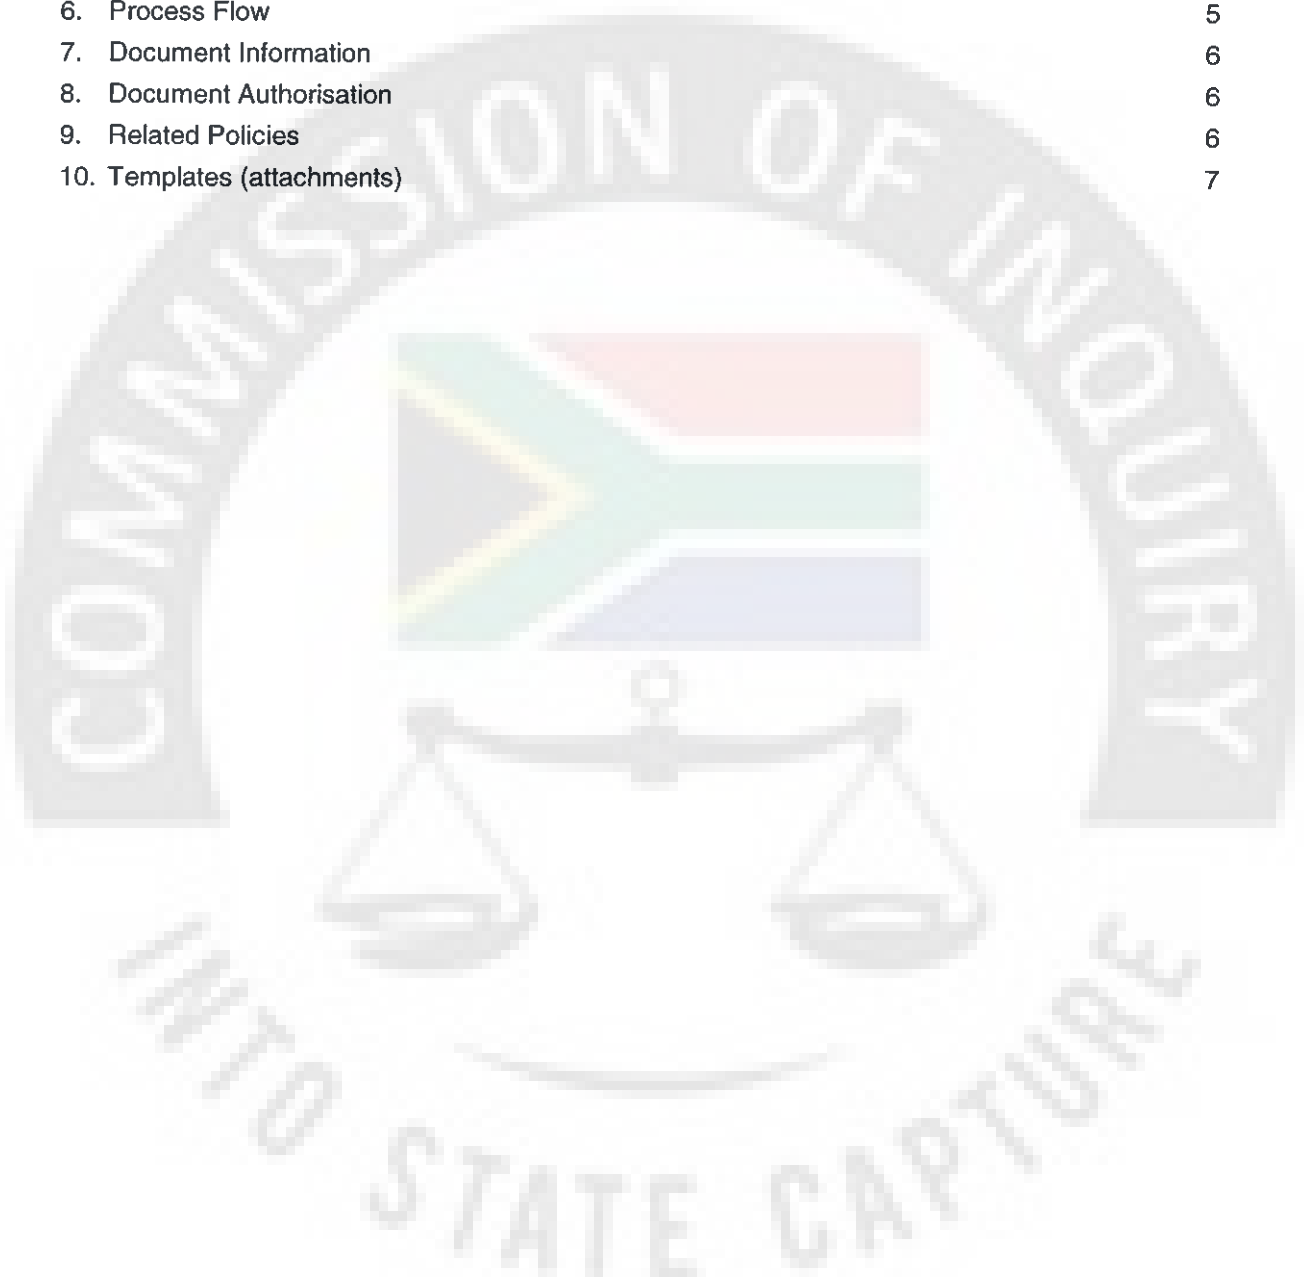 6. Process Flow 5
7. Document Information 6
8. Document Authorisation 6
9. Related Policies 6
10. Templates (attachments) 7
COMMISSION OF INQUIRY
INTO STATE CAPTURE